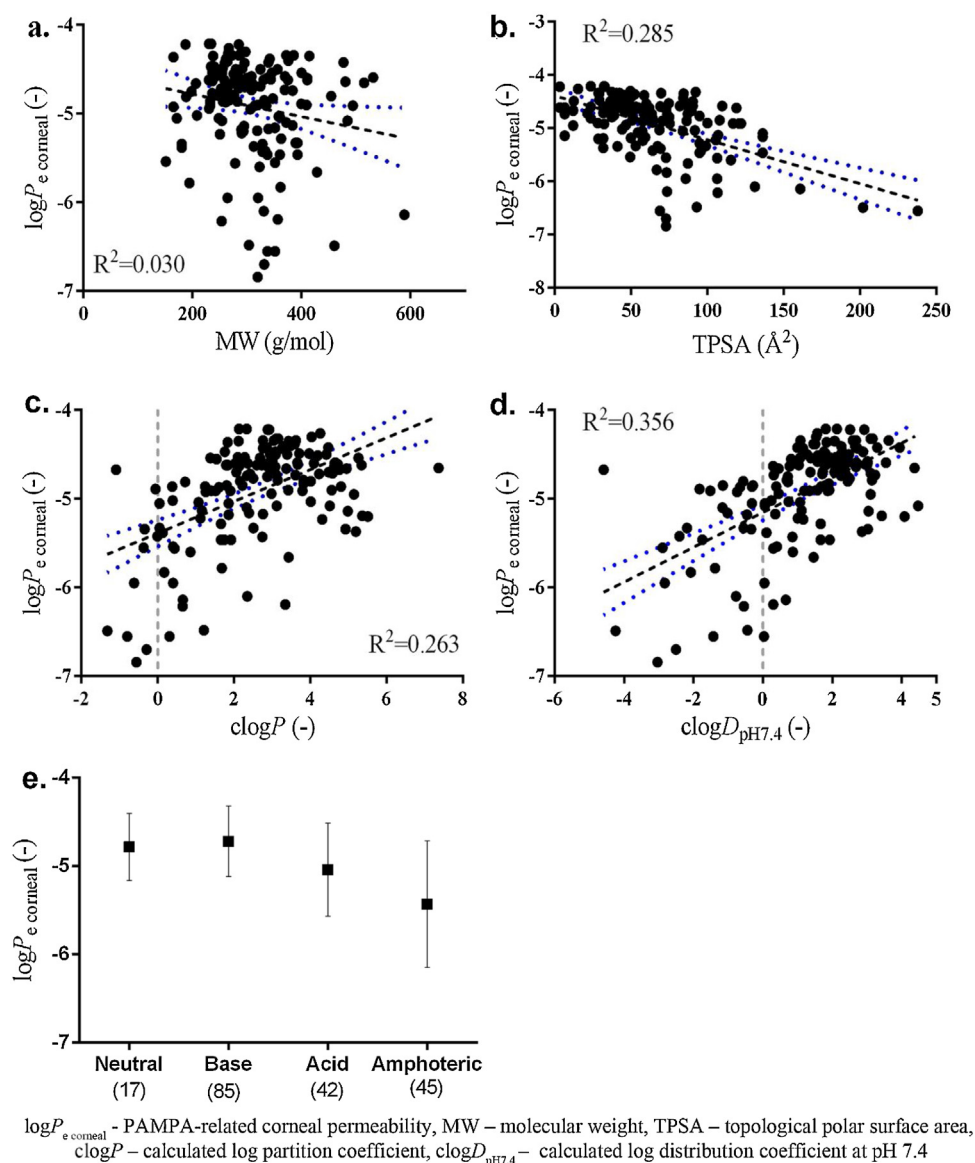 a.
-4
-5
-6
-7
logPe corneal (-)
R2=0.030
0 200 400 600
MW (g/mol)
b.
-3
-4
-5
-6
-7
-8
logPe corneal (-)
R2=0.285
0 50 100 150 200 250
TPSA (Å2)
c.
-4
-5
-6
-7
logPe corneal (-)
R2=0.263
-2 0 2 4 6 8
clogP (-)
d.
-4
-5
-6
-7
logPe corneal (-)
R2=0.356
-6 -4 -2 0 2 4 5
clogDpH7.4 (-)
e.
-4
-5
-6
-7
logPe corneal (-)
Neutral Base Acid Amphoteric
(17) (85) (42) (45)
logPe corneal - PAMPA-related corneal permeability, MW – molecular weight, TPSA – topological polar surface area,
clogP – calculated log partition coefficient, clogDpH7.4 – calculated log distribution coefficient at pH 7.4